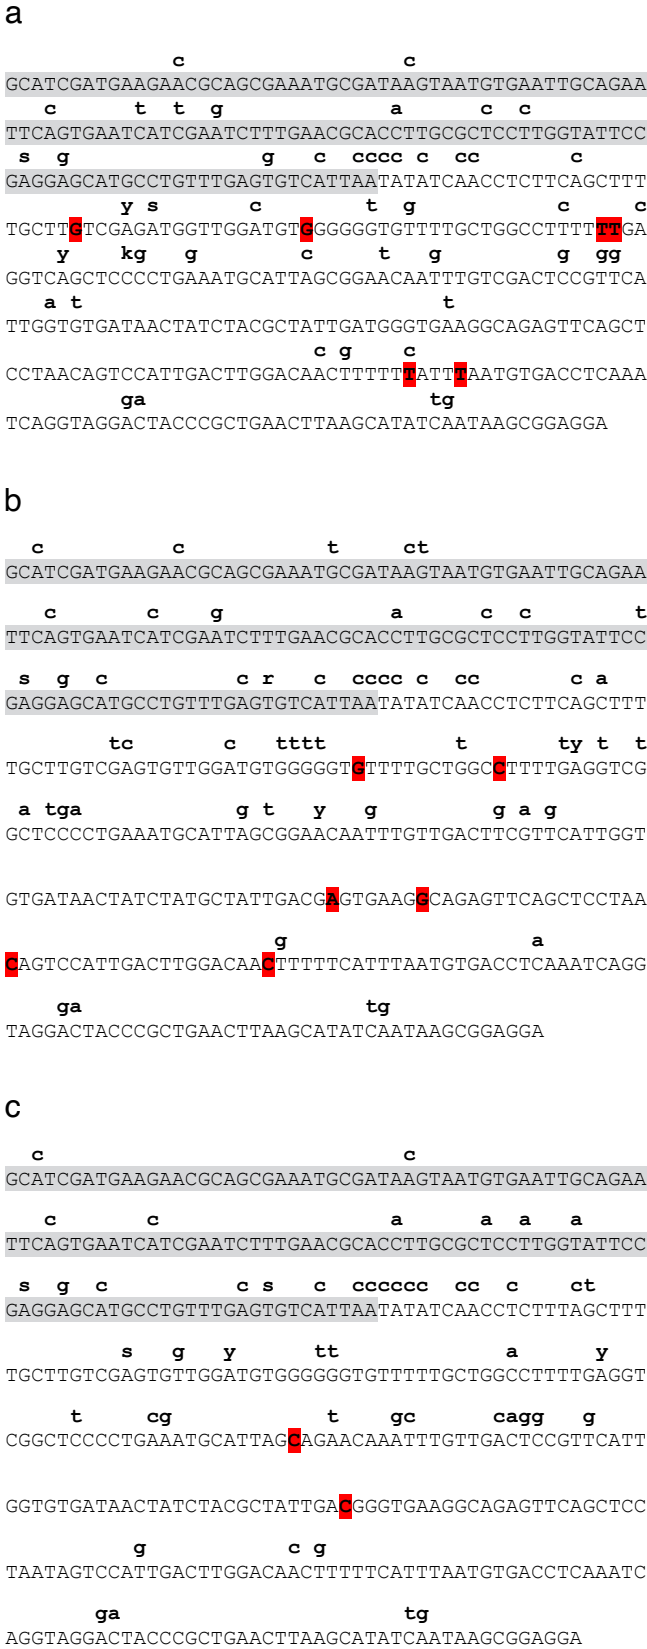 a
c c
GCATCGATGAAGAACGCAGCGAAATGCGATAAGTAATGTGAATTGCAGAA
c t t g a c c
TTCAGTGAATCATCGAATCTTTGAACGCACCTTGCGCTCCTTGGTATTCC
s g g c cccc c cc c
GAGGAGCATGCCTGTTTGAGTGTCATTAATATATCAACCTCTTCAGCTTT
y s c t g c c
TGCTTGTCGAGATGGTTGGATGTGGGGGGTGTTTTGCTGGCCTTTTTTGA
y kg g c t g g gg
GGTCAGCTCCCCTGAAATGCATTAGCGGAACAATTTGTCGACTCCGTTCA
a t t
TTGGTGTGATAACTATCTACGCTATTGATGGGTGAAGGCAGAGTTCAGCT
c g c
CCTAACAGTCCATTGACTTGGACAACTTTTTTATTTAATGTGACCTCAAA
ga tg
TCAGGTAGGACTACCCGCTGAACTTAAGCATATCAATAAGCGGAGGA
b
c c t ct
GCATCGATGAAGAACGCAGCGAAATGCGATAAGTAATGTGAATTGCAGAA
c c g a c c t
TTCAGTGAATCATCGAATCTTTGAACGCACCTTGCGCTCCTTGGTATTCC
s g c c r c cccc c cc c a
GAGGAGCATGCCTGTTTGAGTGTCATTAATATATCAACCTCTTCAGCTTT
tc c tttt t ty t t
TGCTTGTCGAGTGTTGGATGTGGGGGTGTTTTGCTGGCCTTTTGAGGTCG
a tga g t y g g a g
GCTCCCCTGAAATGCATTAGCGGAACAATTTGTTGACTTCGTTCATTGGT
GTGATAACTATCTATGCTATTGACGAGTGAAGGCAGAGTTCAGCTCCTAA
g a
CAGTCCATTGACTTGGACAACTTTTTCATTTAATGTGACCTCAAATCAGG
ga tg
TAGGACTACCCGCTGAACTTAAGCATATCAATAAGCGGAGGA
c
c c
GCATCGATGAAGAACGCAGCGAAATGCGATAAGTAATGTGAATTGCAGAA
c c a a a a
TTCAGTGAATCATCGAATCTTTGAACGCACCTTGCGCTCCTTGGTATTCC
s g c c s c cccccc cc c ct
GAGGAGCATGCCTGTTTGAGTGTCATTAATATATCAACCTCTTTAGCTTT
s g y tt a y
TGCTTGTCGAGTGTTGGATGTGGGGGGTGTTTTTGCTGGCCTTTTGAGGT
t cg t gc cagg g
CGGCTCCCCTGAAATGCATTAGCAGAACAAATTTGTTGACTCCGTTCATT
GGTGTGATAACTATCTACGCTATTGACGGGTGAAGGCAGAGTTCAGCTCC
g c g
TAATAGTCCATTGACTTGGACAACTTTTTCATTTAATGTGACCTCAAATC
ga tg
AGGTAGGACTACCCGCTGAACTTAAGCATATCAATAAGCGGAGGA